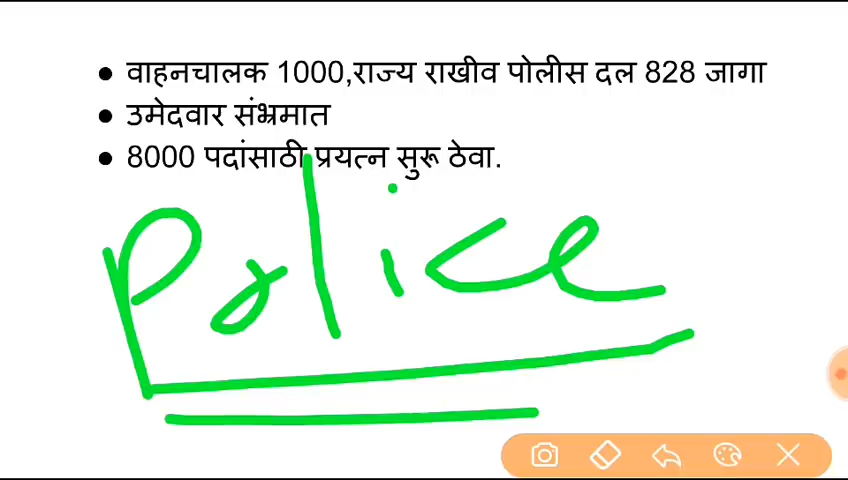 ● वाहनचालक 1000,राज्य राखीव पोलीस दल 828 जागा
● उमेदवार संभ्रमात
● 8000 पदांसाठी प्रयत्न सुरू ठेवा.
Police